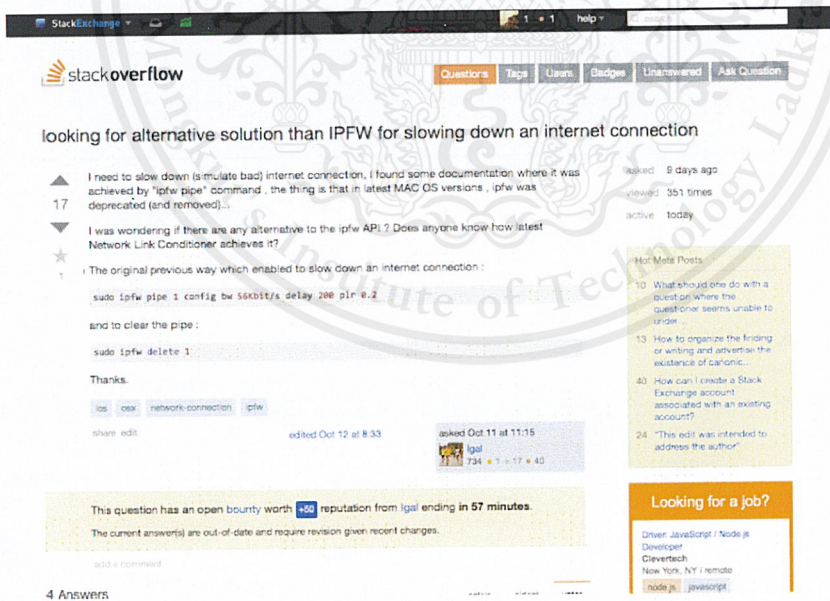 StackExchange
1 • 1 help
search
stackoverflow
Questions Tags Users Badges Unanswered Ask Question
looking for alternative solution than IPFW for slowing down an internet connection
17
1
I need to slow down (simulate bad) internet connection, I found some documentation where it was
achieved by "ipfw pipe" command , the thing is that in latest MAC OS versions , ipfw was
deprecated (and removed)...
I was wondering if there are any alternative to the ipfw API ? Does anyone know how latest
Network Link Conditioner achieves it?
The original previous way which enabled to slow down an internet connection :
sudo ipfw pipe 1 config bw 56Kbit/s delay 200 plr 0.2
and to clear the pipe :
sudo ipfw delete 1
Thanks.
ios osx network-connection ipfw
share edit
edited Oct 12 at 8:33
asked Oct 11 at 11:15
Igal
734 • 1 • 17 • 40
This question has an open bounty worth +50 reputation from Igal ending in 57 minutes.
The current answer(s) are out-of-date and require revision given recent changes.
add a comment
4 Answers
asked 9 days ago
viewed 351 times
active today
Hot Meta Posts
10 What should one do with a
question where the
questioner seems unable to
under...
13 How to organize the finding
or writing and advertise the
existence of canonic...
40 How can I create a Stack
Exchange account
associated with an existing
account?
24 "This edit was intended to
address the author"
Looking for a job?
Driven JavaScript / Node.js
Developer
Clevertech
New York, NY / remote
node.js javascript
s Institute of Technology Ladk